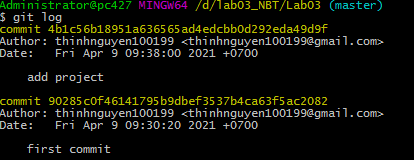 Administrator@pc427 MINGW64 /d/lab03_NBT/Lab03 (master)
$ git log
commit 4b1c56b18951a636565ad4edcbb0d292eda49d9f
Author: thinhnguyen100199 <thinhnguyen100199@gmail.com>
Date:   Fri Apr 9 09:38:00 2021 +0700
    add project
commit 90285c0f46141795b9dbef3537b4ca63f5ac2082
Author: thinhnguyen100199 <thinhnguyen100199@gmail.com>
Date:   Fri Apr 9 09:30:20 2021 +0700
    first commit